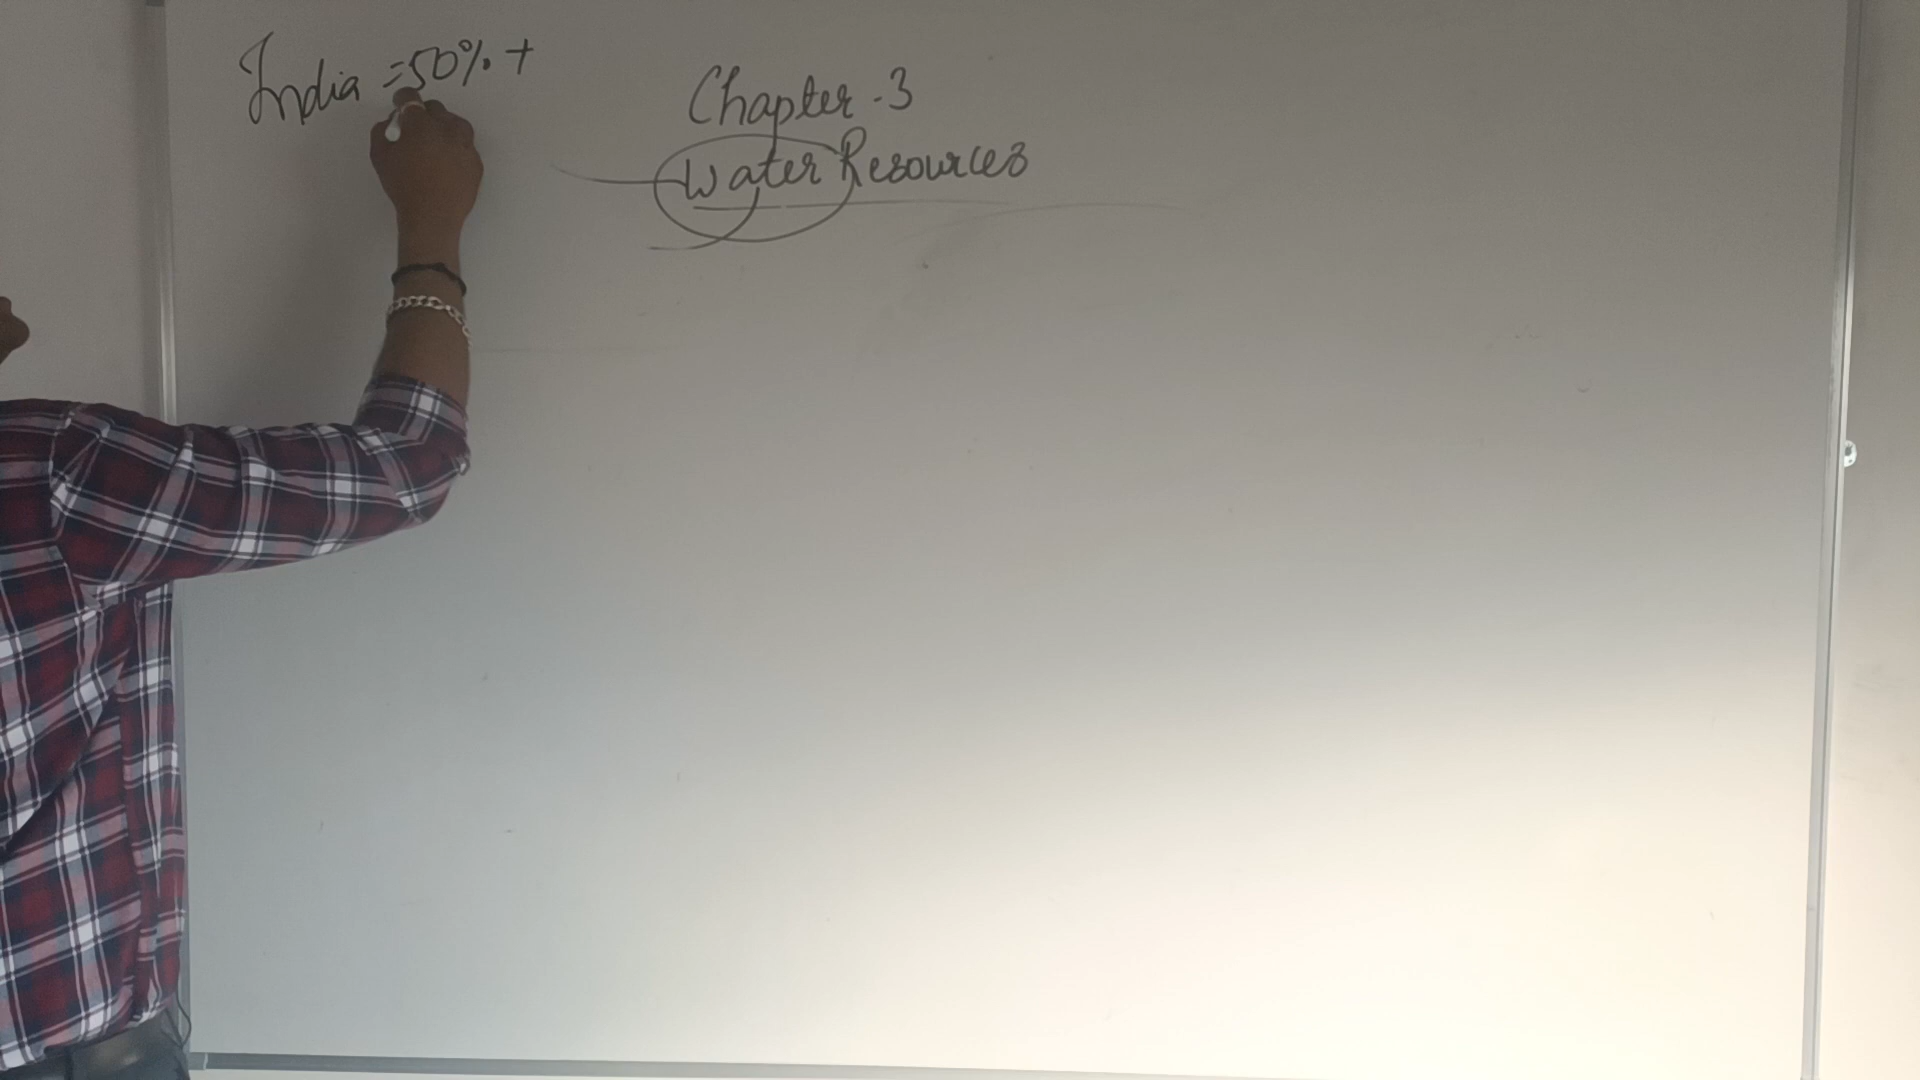 India = 50% +
Chapter - 3
Water Resources